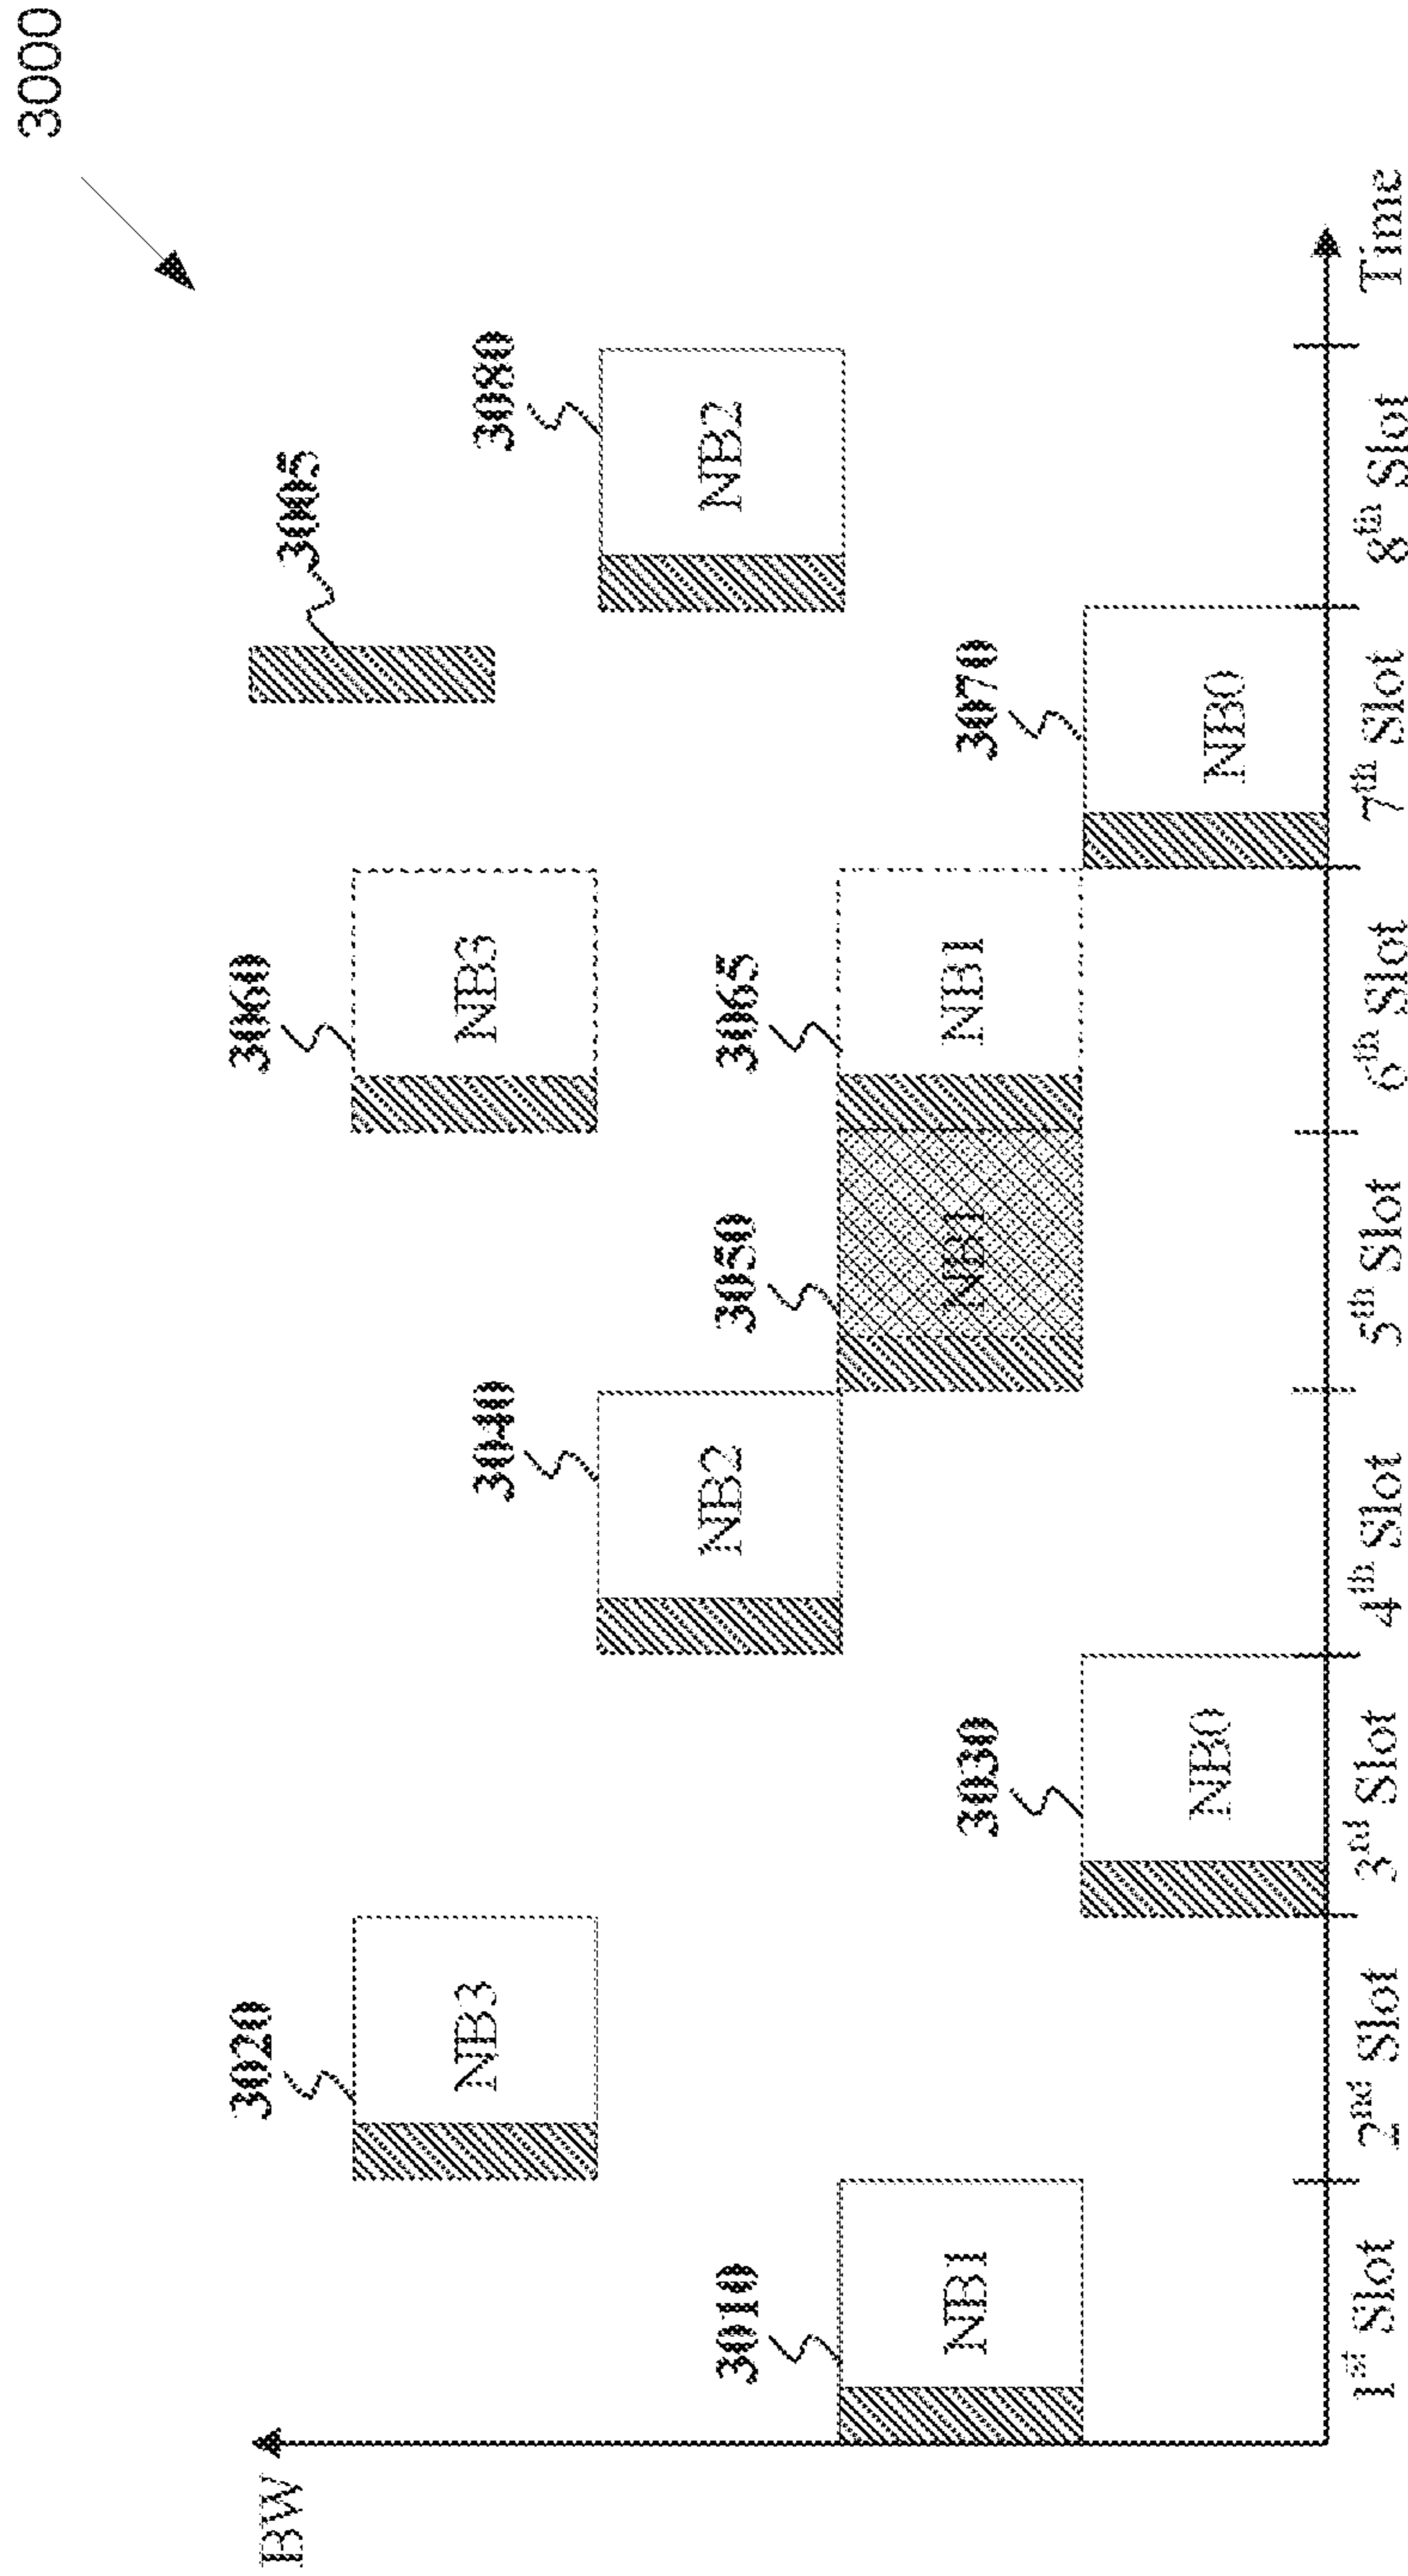 3000
BW
3005
3020
3060
NB3
NB3
3040
3080
NB2
NB2
3010
3050
3065
NB1
NB1
NB1
3030
3070
NB0
NB0
1st Slot
2nd Slot
3rd Slot
4th Slot
5th Slot
6th Slot
7th Slot
8th Slot
Time